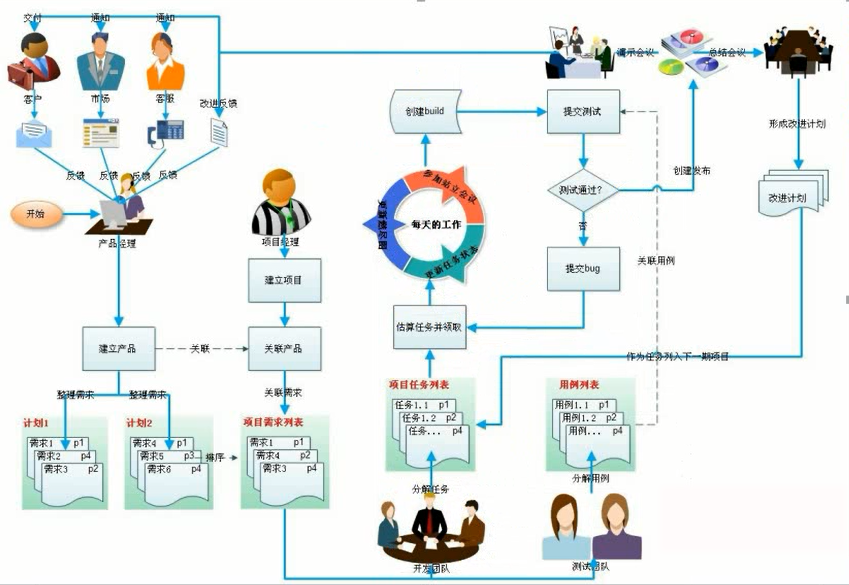 交付
通知
通知
客户
市场
客服
改进反馈
反馈
反馈
反馈
反馈
开始
产品经理
项目经理
建立项目
建立产品
关联
关联产品
整理需求
整理需求
关联需求
计划1
需求1 p1
需求2 p4
需求3 p2
计划2
需求4 p1
需求5 p3
需求6 p4
排序
项目需求列表
需求1 p1
需求4 p2
需求3 p4
演示会议
总结会议
创建build
提交测试
形成改进计划
参加站立会议
每天的工作
更新任务状态
测试通过?
创建发布
改进计划
否
提交bug
关联用例
估算任务并领取
作为任务列入下一期项目
项目任务列表
任务1.1 p1
任务1.2 p2
任务... p4
用例列表
用例1.1 p1
用例1.2 p2
用例... p4
分解任务
分解用例
开发团队
测试团队